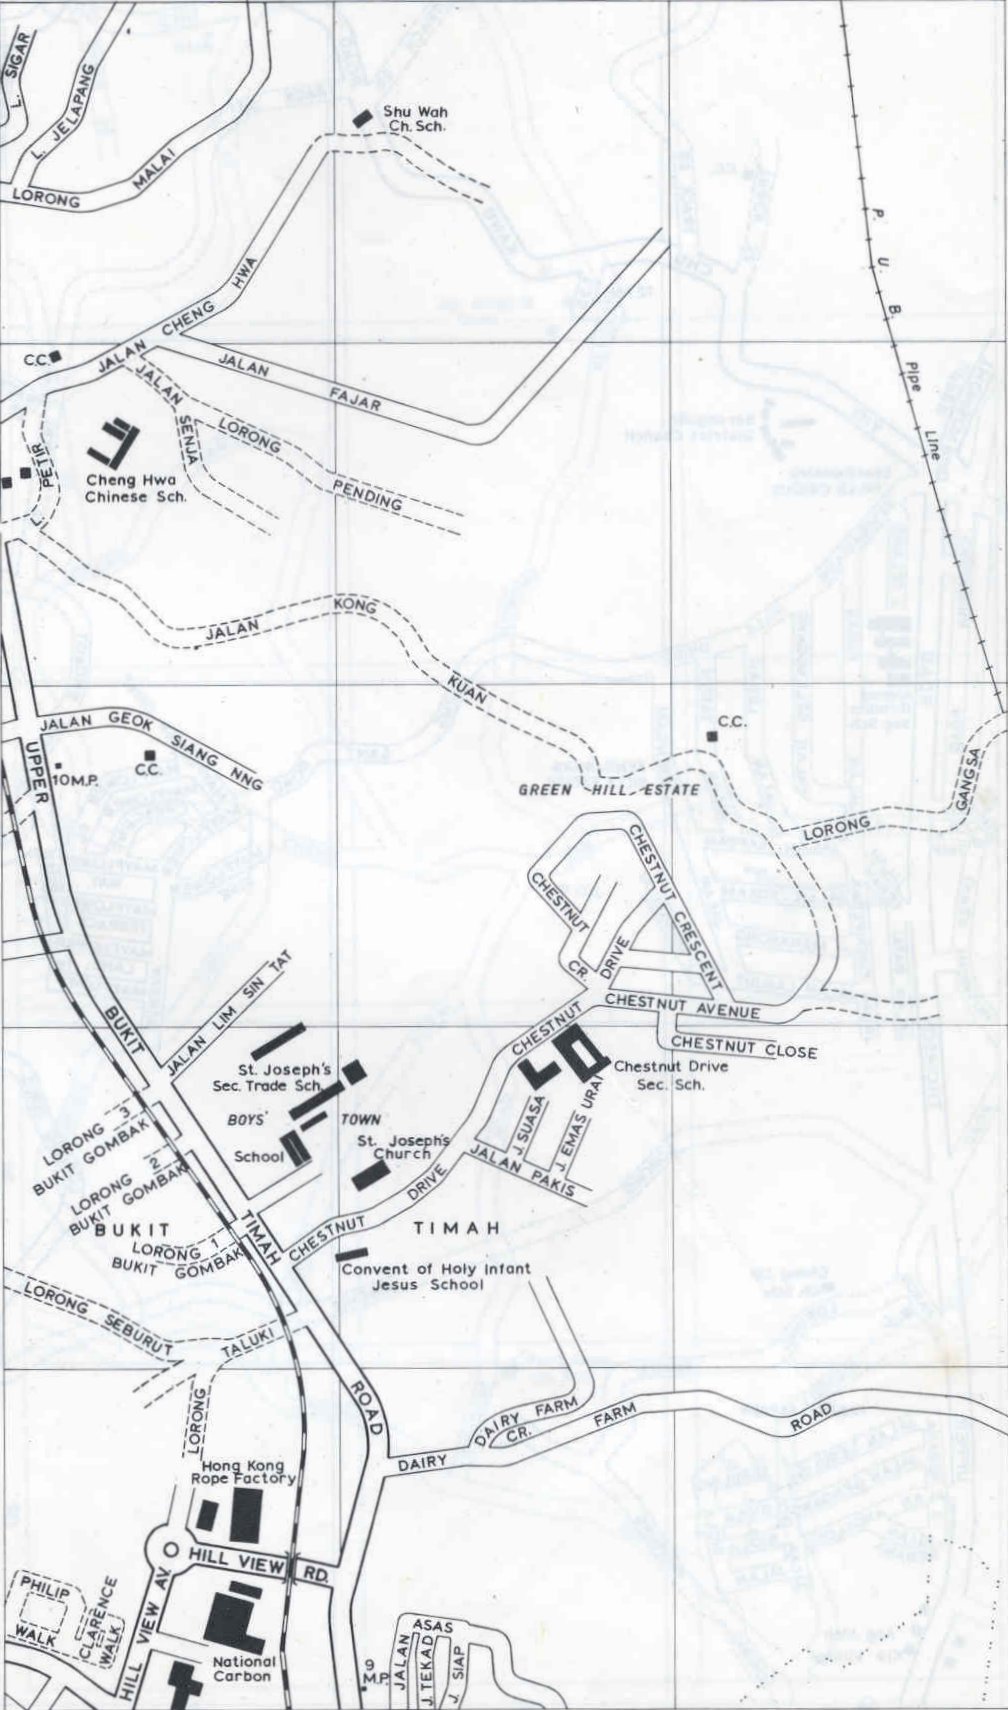 L. SIGAR
L. JELAPANG
LORONG MALAI
Shu Wah
Ch. Sch.
P. U. B. Pipe Line
JALAN CHENG HWA
C.C.
JALAN FAJAR
JALAN SENJA
LORONG PENDING
L. PETIR
Cheng Hwa
Chinese Sch.
JALAN KONG KUAN
JALAN GEOK SIANG NNG
C.C.
10 M.P.
C.C.
GREEN HILL ESTATE
LORONG GANGSA
UPPER BUKIT TIMAH ROAD
CHESTNUT CRESCENT
CHESTNUT CR.
CHESTNUT DRIVE
CHESTNUT AVENUE
CHESTNUT CLOSE
JALAN LIM SIN TAT
St. Joseph's
Sec. Trade Sch.
BOYS' TOWN
School
St. Joseph's
Church
Chestnut Drive
Sec. Sch.
J. SUASA
J. EMAS URAI
JALAN PAKIS
CHESTNUT DRIVE
LORONG 3
BUKIT GOMBAK
LORONG 2
BUKIT GOMBAK
BUKIT TIMAH
LORONG 1
BUKIT GOMBAK
Convent of Holy Infant
Jesus School
LORONG SEBURUT
LORONG TALUKI
DAIRY FARM
CR.
DAIRY FARM ROAD
Hong Kong
Rope Factory
HILL VIEW RD.
HILL VIEW AV.
PHILIP
WALK
CLARENCE
WALK
National
Carbon
9
M.P.
JALAN ASAS
J. TEKAD
J. SIAP